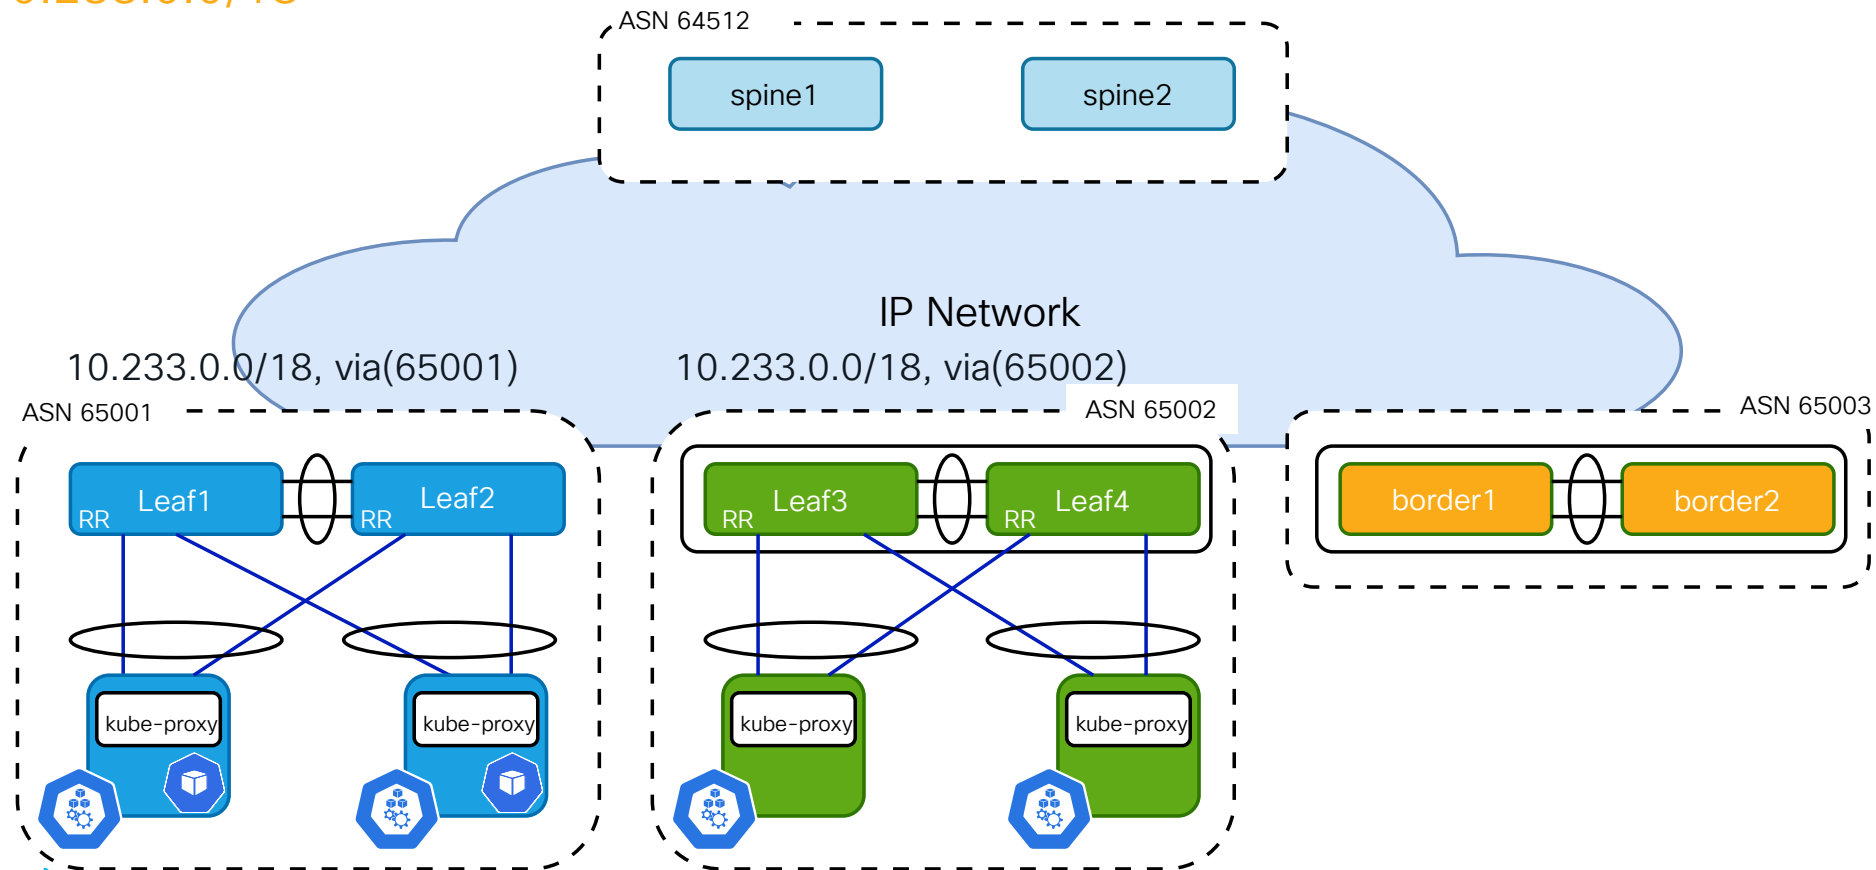 ASN 64512
spine1
spine2
IP Network
10.233.0.0/18, via(65001)
10.233.0.0/18, via(65002)
ASN 65001
ASN 65002
ASN 65003
Leaf1
RR
Leaf2
RR
Leaf3
RR
Leaf4
RR
border1
border2
kube-proxy
kube-proxy
kube-proxy
kube-proxy